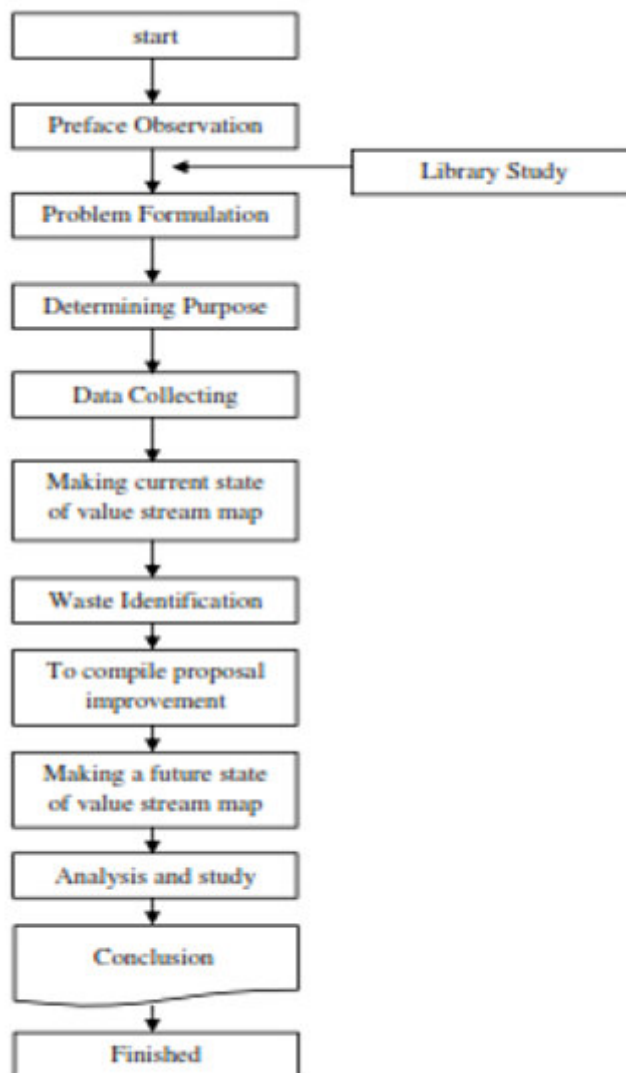 start
Preface Observation
Library Study
Problem Formulation
Determining Purpose
Data Collecting
Making current state
of value stream map
Waste Identification
To compile proposal
improvement
Making a future state
of value stream map
Analysis and study
Conclusion
Finished